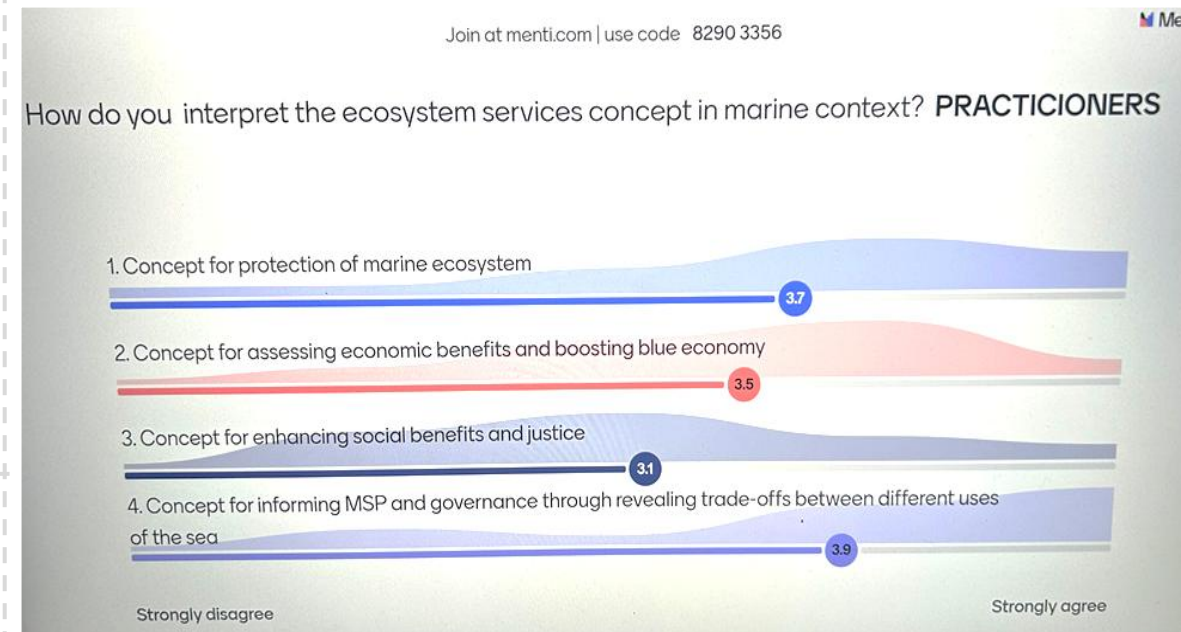 Join at menti.com | use code 8290 3356
Me
How do you interpret the ecosystem services concept in marine context? PRACTICIONERS
1. Concept for protection of marine ecosystem
3.7
2. Concept for assessing economic benefits and boosting blue economy
3.5
3. Concept for enhancing social benefits and justice
3.1
4. Concept for informing MSP and governance through revealing trade-offs between different uses
of the sea
3.9
Strongly disagree
Strongly agree